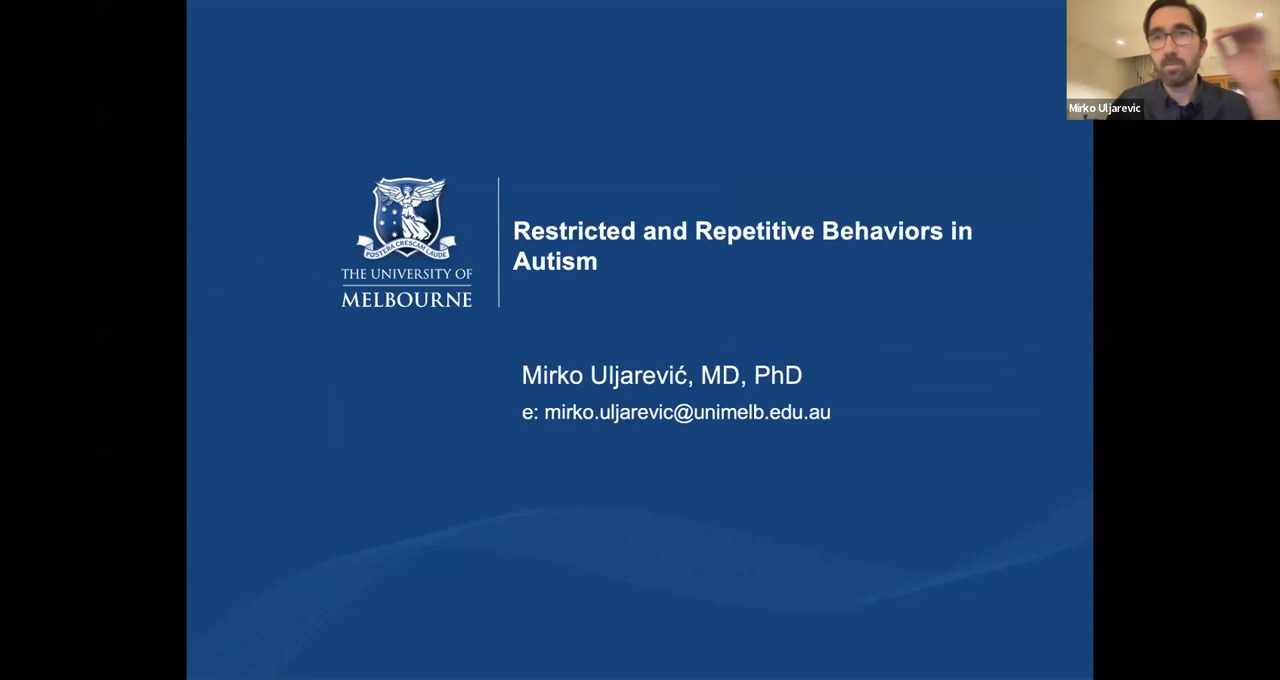 Mirko Uljarevic
POSTERA CRESCAM LAUDE
THE UNIVERSITY OF
MELBOURNE
Restricted and Repetitive Behaviors in
Autism
Mirko Uljarević, MD, PhD
e: mirko.uljarevic@unimelb.edu.au